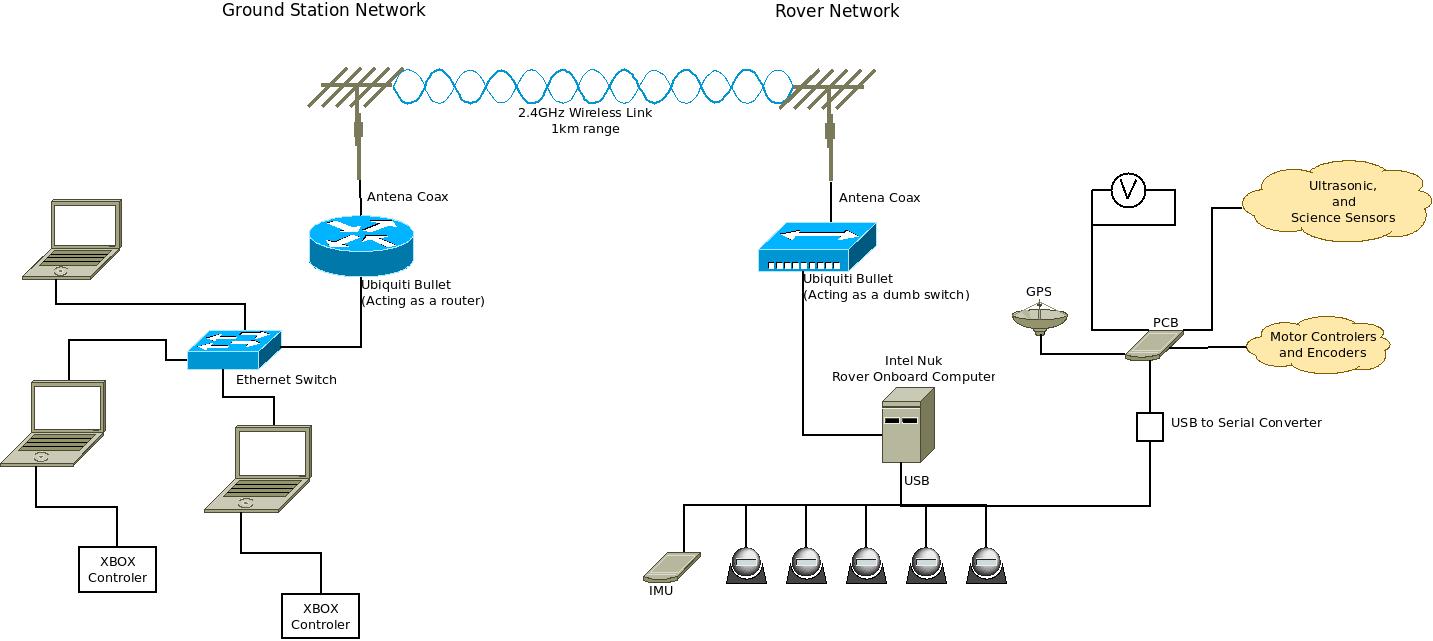 Ground Station Network
Rover Network
2.4GHz Wireless Link
1km range
Antena Coax
Antena Coax
V
Ultrasonic,
and
Science Sensors
Ubiquiti Bullet
(Acting as a router)
Ubiquiti Bullet
(Acting as a dumb switch)
GPS
PCB
Motor Controlers
and Encoders
Ethernet Switch
Intel Nuk
Rover Onboard Computer
USB to Serial Converter
USB
XBOX
Controler
IMU
XBOX
Controler